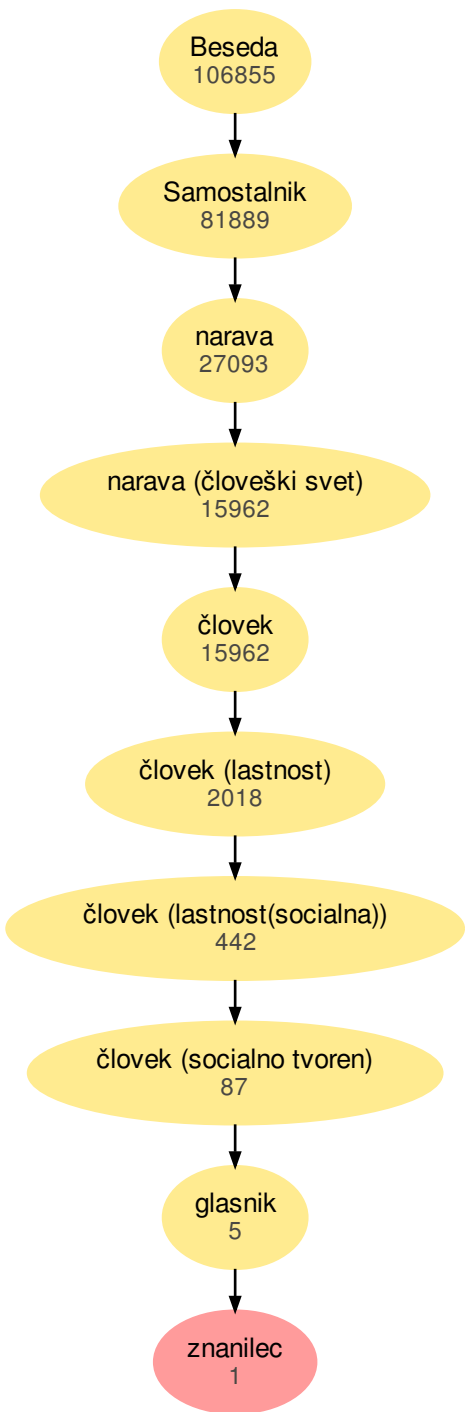 Beseda
106855
Samostalnik
81889
narava
27093
narava (človeški svet)
15962
človek
15962
človek (lastnost)
2018
človek (lastnost(socialna))
442
človek (socialno tvoren)
87
glasnik
5
znanilec
1